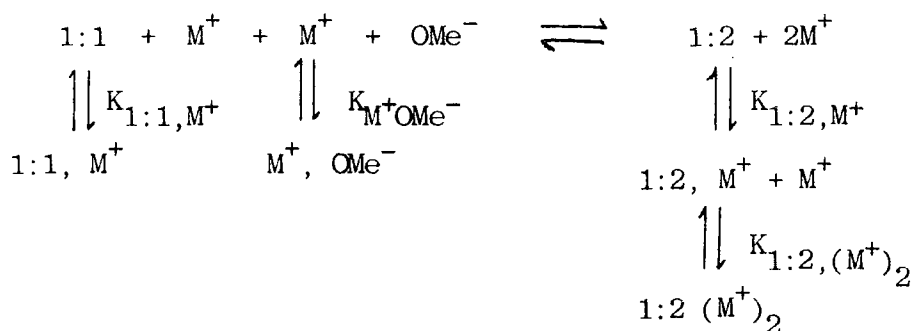 1:1 + M⁺ + M⁺ + OMe⁻ ⇌ 1:2 + 2M⁺
K₁:₁,M⁺ K_M⁺OMe⁻ K₁:₂,M⁺
1:1, M⁺ M⁺, OMe⁻ 1:2, M⁺ + M⁺
K₁:₂,(M⁺)₂
1:2 (M⁺)₂